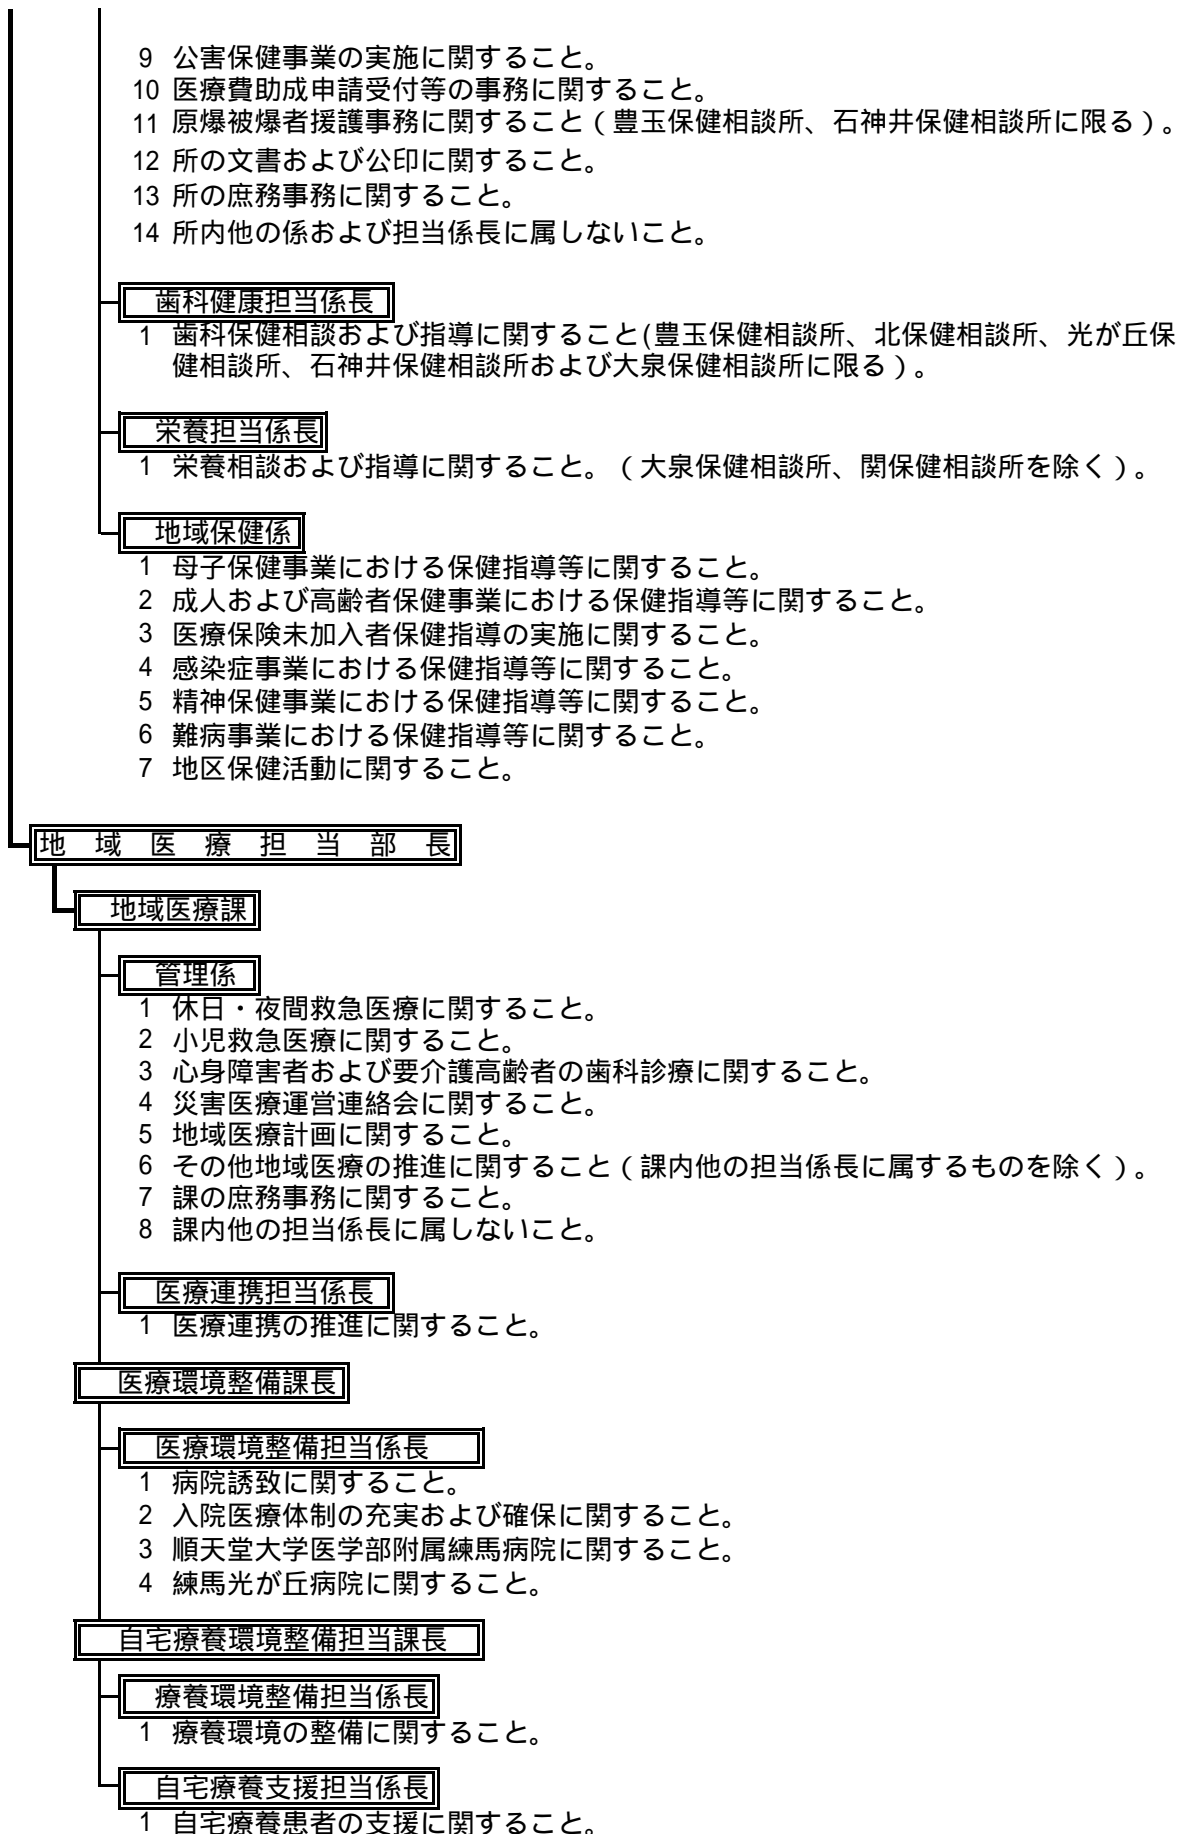 9 公害保健事業の実施に関すること。
10 医療費助成申請受付等の事務に関すること。
11 原爆被爆者援護事務に関すること（豊玉保健相談所、石神井保健相談所に限る）。
12 所の文書および公印に関すること。
13 所の庶務事務に関すること。
14 所内他の係および担当係長に属しないこと。
歯科健康担当係長
1 歯科保健相談および指導に関すること(豊玉保健相談所、北保健相談所、光が丘保
健相談所、石神井保健相談所および大泉保健相談所に限る）。
栄養担当係長
1 栄養相談および指導に関すること。（大泉保健相談所、関保健相談所を除く）。
地域保健係
1 母子保健事業における保健指導等に関すること。
2 成人および高齢者保健事業における保健指導等に関すること。
3 医療保険未加入者保健指導の実施に関すること。
4 感染症事業における保健指導等に関すること。
5 精神保健事業における保健指導等に関すること。
6 難病事業における保健指導等に関すること。
7 地区保健活動に関すること。
地　域　医　療　担　当　部　長
地域医療課
管理係
1 休日・夜間救急医療に関すること。
2 小児救急医療に関すること。
3 心身障害者および要介護高齢者の歯科診療に関すること。
4 災害医療運営連絡会に関すること。
5 地域医療計画に関すること。
6 その他地域医療の推進に関すること（課内他の担当係長に属するものを除く）。
7 課の庶務事務に関すること。
8 課内他の担当係長に属しないこと。
医療連携担当係長
1 医療連携の推進に関すること。
医療環境整備課長
医療環境整備担当係長
1 病院誘致に関すること。
2 入院医療体制の充実および確保に関すること。
3 順天堂大学医学部附属練馬病院に関すること。
4 練馬光が丘病院に関すること。
自宅療養環境整備担当課長
療養環境整備担当係長
1 療養環境の整備に関すること。
自宅療養支援担当係長
1 自宅療養患者の支援に関すること。